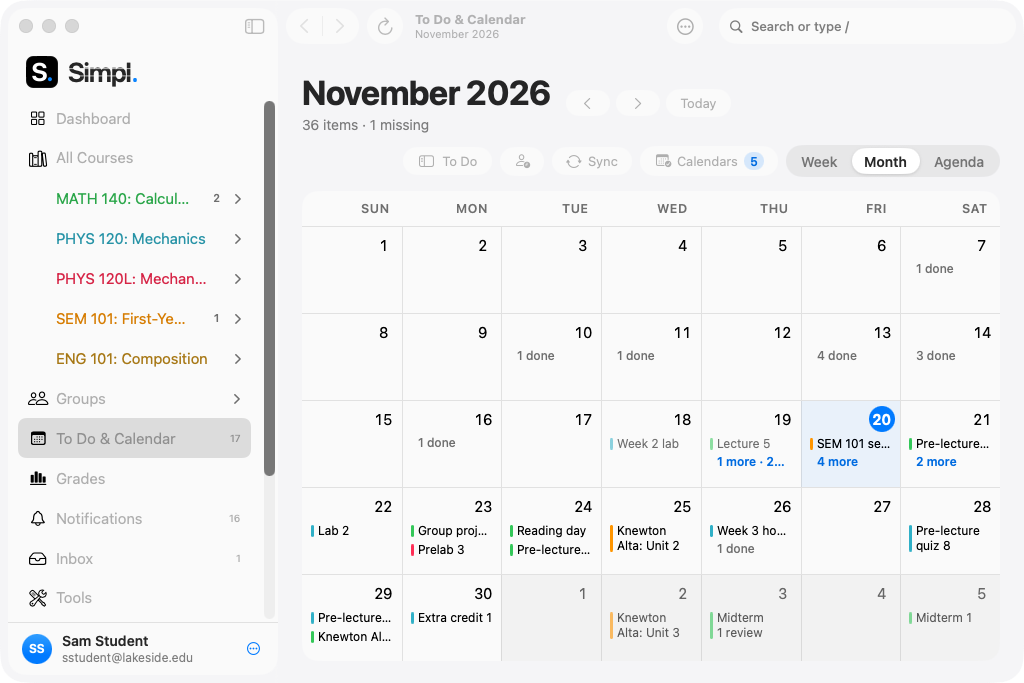 To Do & Calendar
November 2026
Search or type /
S.
Simpl.
Dashboard
All Courses
MATH 140: Calcul... 2
PHYS 120: Mechanics
PHYS 120L: Mechan...
SEM 101: First-Ye... 1
ENG 101: Composition
Groups
To Do & Calendar 17
Grades
Notifications 16
Inbox 1
Tools
SS
Sam Student
sstudent@lakeside.edu
November 2026
Today
36 items · 1 missing
To Do
Sync
Calendars 5
Week
Month
Agenda
SUN MON TUE WED THU FRI SAT
1 2 3 4 5 6 7
1 done
8 9 10 11 12 13 14
1 done
1 done
4 done
3 done
15 16 17 18 19 20 21
1 done
Week 2 lab
Lecture 5
1 more · 2...
SEM 101 se...
4 more
Pre-lecture...
2 more
22 23 24 25 26 27 28
Lab 2
Group proj...
Prelab 3
Reading day
Pre-lecture...
Knewton
Alta: Unit 2
Week 3 ho...
1 done
Pre-lecture
quiz 8
29 30 1 2 3 4 5
Pre-lecture...
Knewton Al...
Extra credit 1
Knewton
Alta: Unit 3
Midterm
1 review
Midterm 1